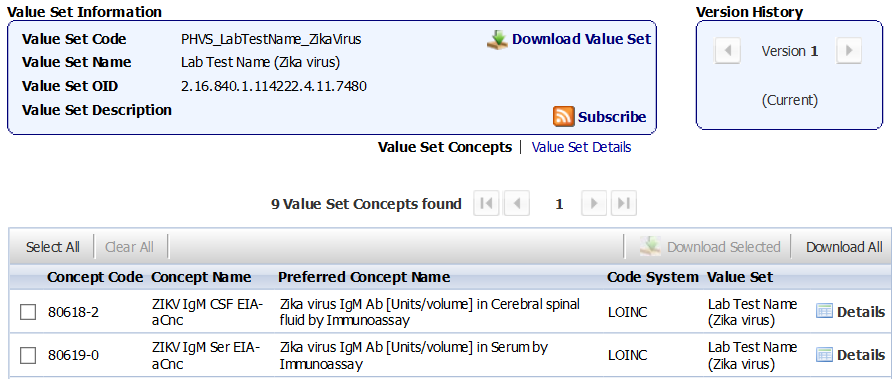 Value Set Information
Version History
Value Set Code PHVS_LabTestName_ZikaVirus Download Value Set
Value Set Name Lab Test Name (Zika virus)
Value Set OID 2.16.840.1.114222.4.11.7480
Value Set Description
Subscribe
Version 1
(Current)
Value Set Concepts | Value Set Details
9 Value Set Concepts found 1
Select All Clear All Download Selected Download All
Concept Code Concept Name Preferred Concept Name Code System Value Set
80618-2 ZIKV IgM CSF EIA-aCnc Zika virus IgM Ab [Units/volume] in Cerebral spinal fluid by Immunoassay LOINC Lab Test Name (Zika virus) Details
80619-0 ZIKV IgM Ser EIA-aCnc Zika virus IgM Ab [Units/volume] in Serum by Immunoassay LOINC Lab Test Name (Zika virus) Details